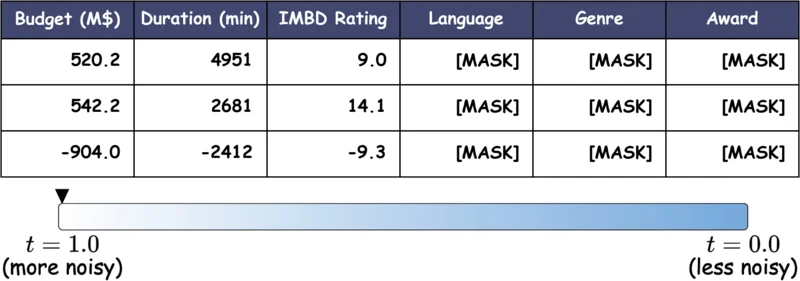 Budget (M$) Duration (min) IMBD Rating Language Genre Award
520.2 4951 9.0 [MASK] [MASK] [MASK]
542.2 2681 14.1 [MASK] [MASK] [MASK]
-904.0 -2412 -9.3 [MASK] [MASK] [MASK]
t = 1.0 t = 0.0
(more noisy) (less noisy)